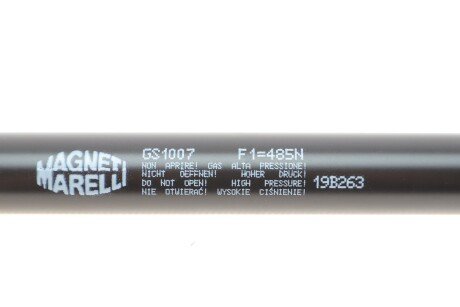 MAGNETI
MARELLI
GS1007 F1=485N
NON APRIRE! GAS ALTA PRESSIONE!
NICHT OEFFNEN! HOHER DRUCK!
DO NOT OPEN! HIGH PRESSURE!
NIE OTWIERAĆ! WYSOKIE CIŚNIENIE!
19B263